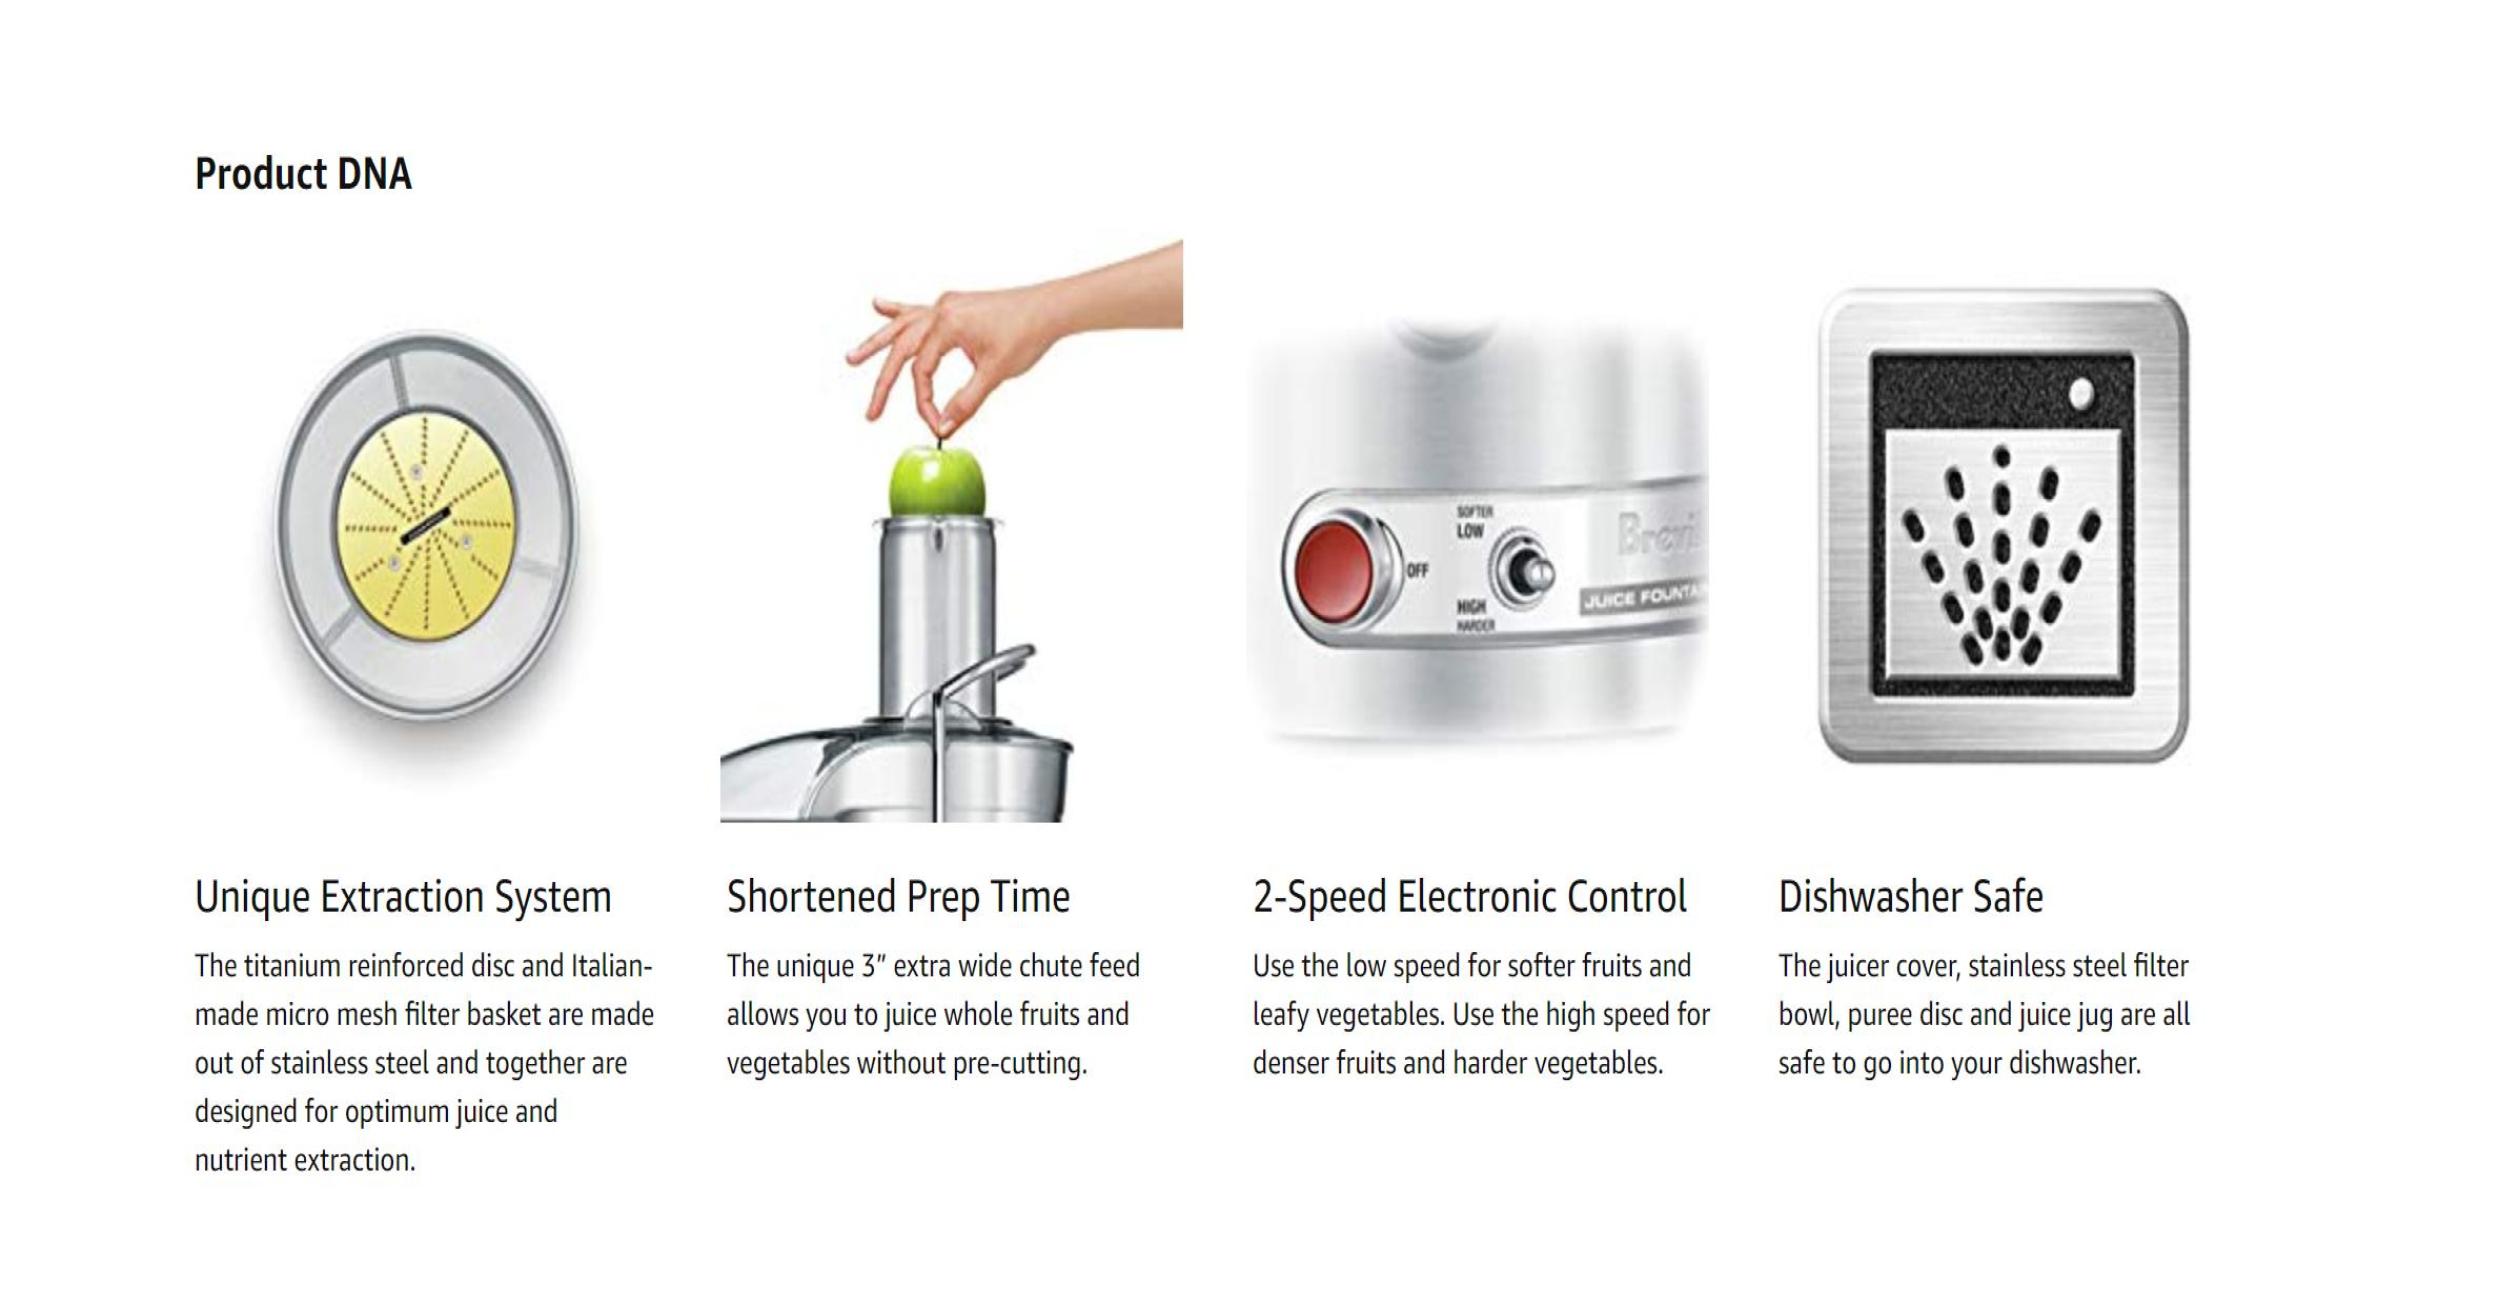 Product DNA
SOFTER
LOW
OFF
HIGH
HARDER
JUICE FOUNTAIN
Unique Extraction System
The titanium reinforced disc and Italian-
made micro mesh filter basket are made
out of stainless steel and together are
designed for optimum juice and
nutrient extraction.
Shortened Prep Time
The unique 3” extra wide chute feed
allows you to juice whole fruits and
vegetables without pre-cutting.
2-Speed Electronic Control
Use the low speed for softer fruits and
leafy vegetables. Use the high speed for
denser fruits and harder vegetables.
Dishwasher Safe
The juicer cover, stainless steel filter
bowl, puree disc and juice jug are all
safe to go into your dishwasher.